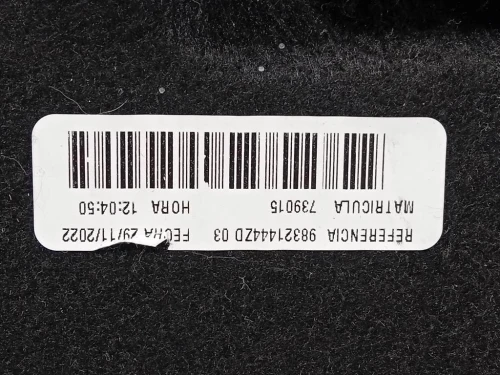 REFERENCIA 98321444ZD 03 FECHA 29/11/2022
MATRICULA 739015 HORA 12:04:50